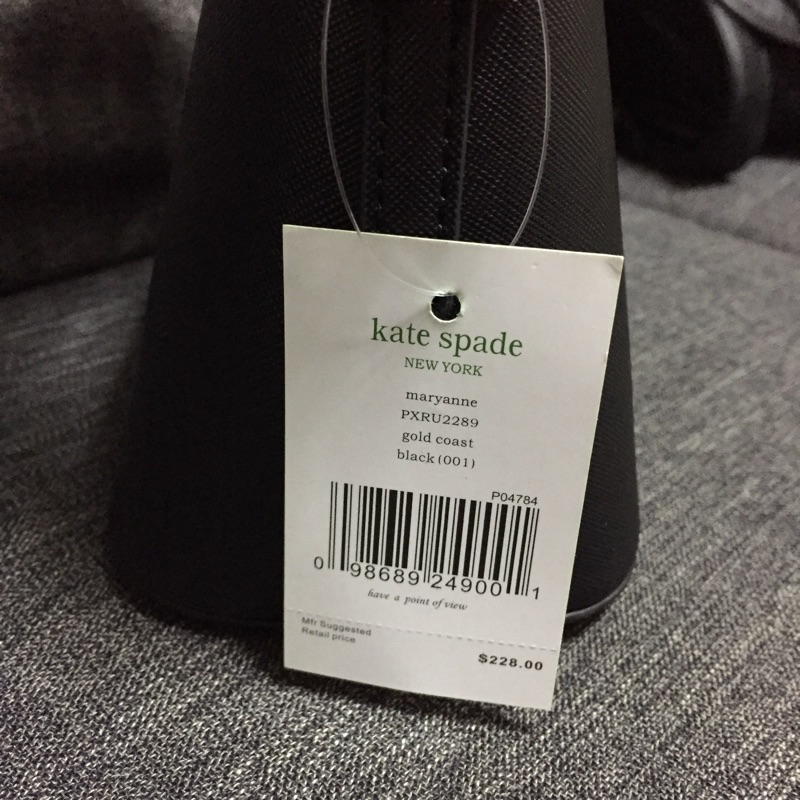 kate spade
NEW YORK
maryanne
PXRU2289
gold coast
black (001)
P04784
0 98689 24900 1
have a point of view
Mfr Suggested
Retail price
$228.00